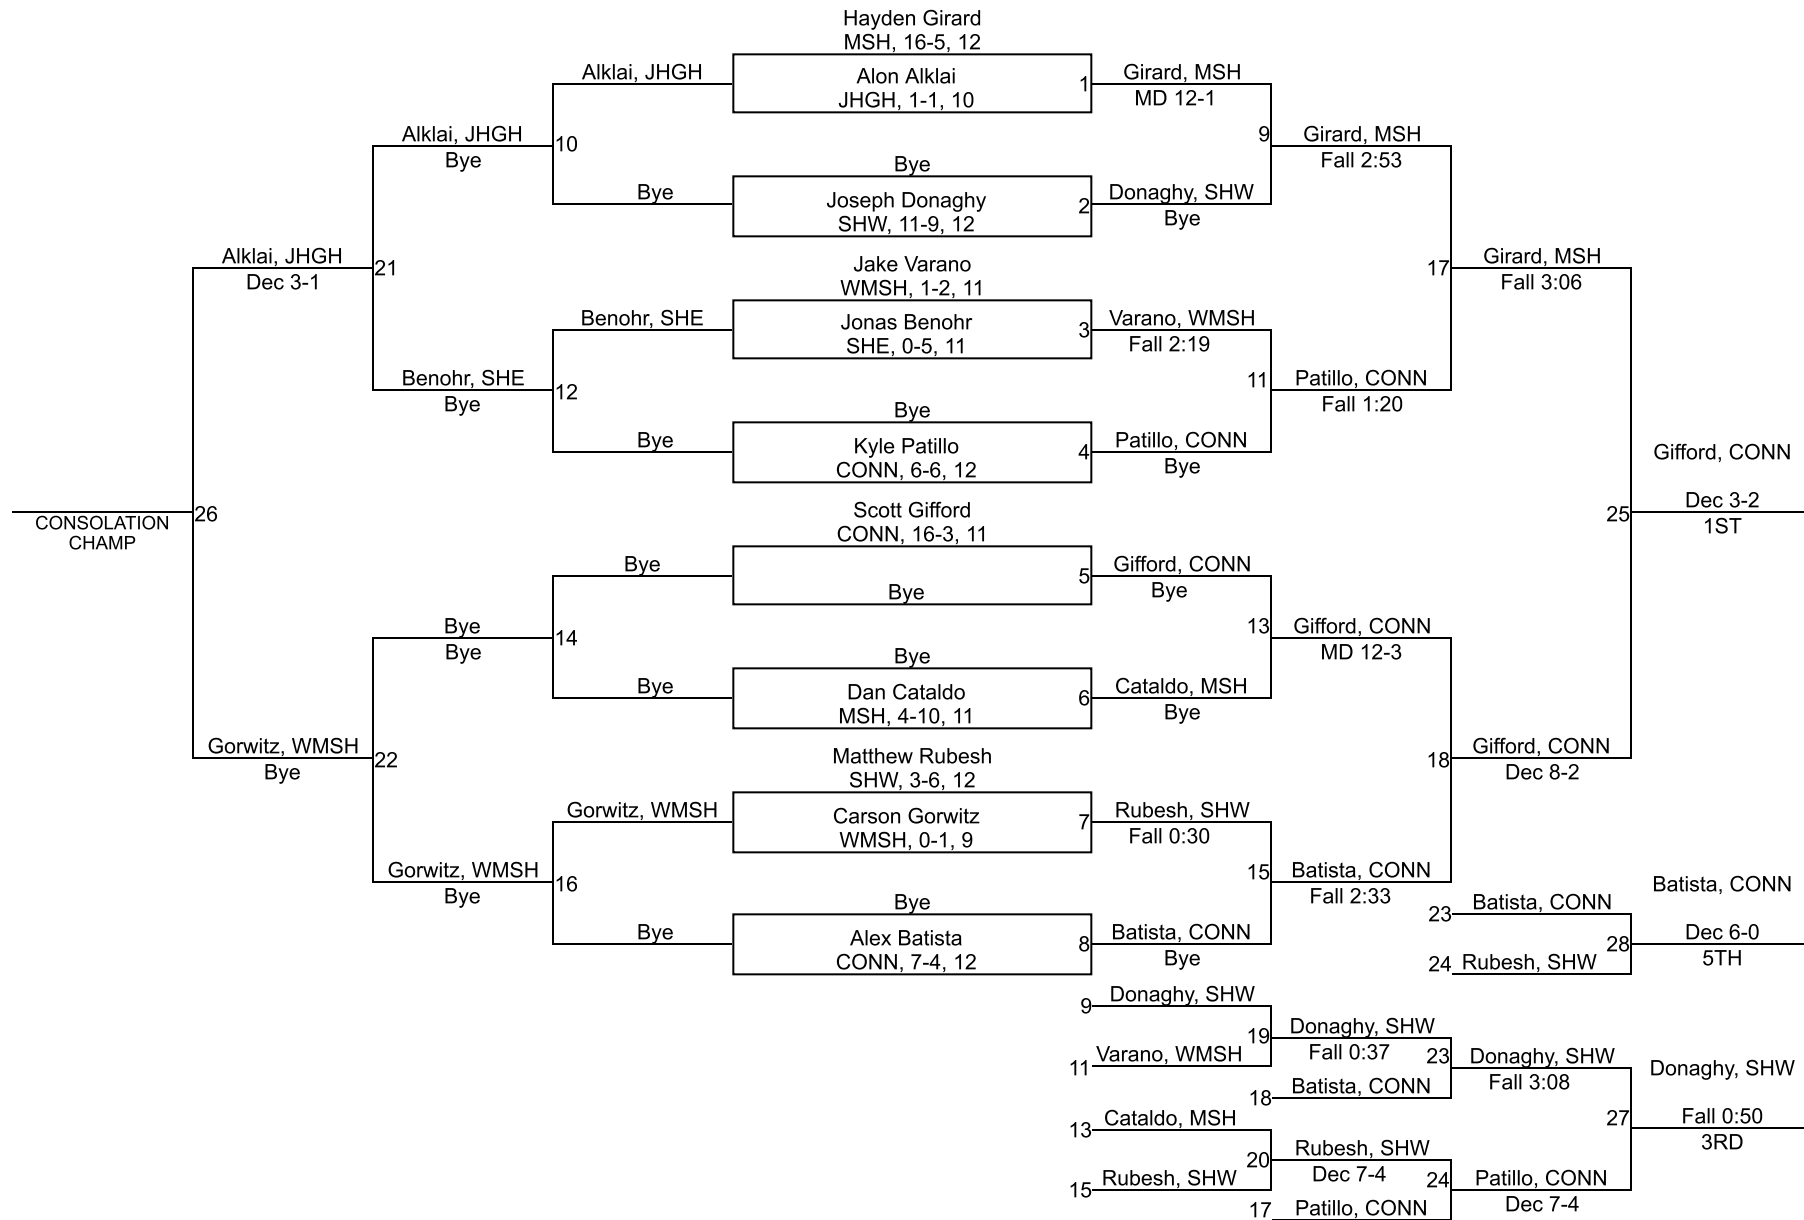 Hayden Girard
MSH, 16-5, 12
Alklai, JHGH
Alon Alklai
JHGH, 1-1, 10
1
Girard, MSH
MD 12-1
Alklai, JHGH
Bye
10
9
Girard, MSH
Fall 2:53
Bye
Bye
Joseph Donaghy
SHW, 11-9, 12
2
Donaghy, SHW
Bye
Alklai, JHGH
Dec 3-1
21
Jake Varano
WMSH, 1-2, 11
17
Girard, MSH
Fall 3:06
Benohr, SHE
Jonas Benohr
SHE, 0-5, 11
3
Varano, WMSH
Fall 2:19
Benohr, SHE
Bye
12
11
Patillo, CONN
Fall 1:20
Bye
Bye
Kyle Patillo
CONN, 6-6, 12
4
Patillo, CONN
Bye
Gifford, CONN
CONSOLATION
CHAMP
26
Scott Gifford
CONN, 16-3, 11
25
Dec 3-2
1ST
Bye
Bye
5
Gifford, CONN
Bye
Bye
Bye
14
13
Gifford, CONN
MD 12-3
Bye
Bye
Dan Cataldo
MSH, 4-10, 11
6
Cataldo, MSH
Bye
Gorwitz, WMSH
Bye
22
Matthew Rubesh
SHW, 3-6, 12
18
Gifford, CONN
Dec 8-2
Gorwitz, WMSH
Carson Gorwitz
WMSH, 0-1, 9
7
Rubesh, SHW
Fall 0:30
Gorwitz, WMSH
Bye
16
15
Batista, CONN
Fall 2:33
Bye
Bye
Alex Batista
CONN, 7-4, 12
8
Batista, CONN
Bye
23
Batista, CONN
24
Rubesh, SHW
28
Batista, CONN
Dec 6-0
5TH
9
Donaghy, SHW
11
Varano, WMSH
19
Donaghy, SHW
Fall 0:37
18
Batista, CONN
23
Donaghy, SHW
Fall 3:08
13
Cataldo, MSH
15
Rubesh, SHW
20
Rubesh, SHW
Dec 7-4
17
Patillo, CONN
24
Patillo, CONN
Dec 7-4
27
Donaghy, SHW
Fall 0:50
3RD